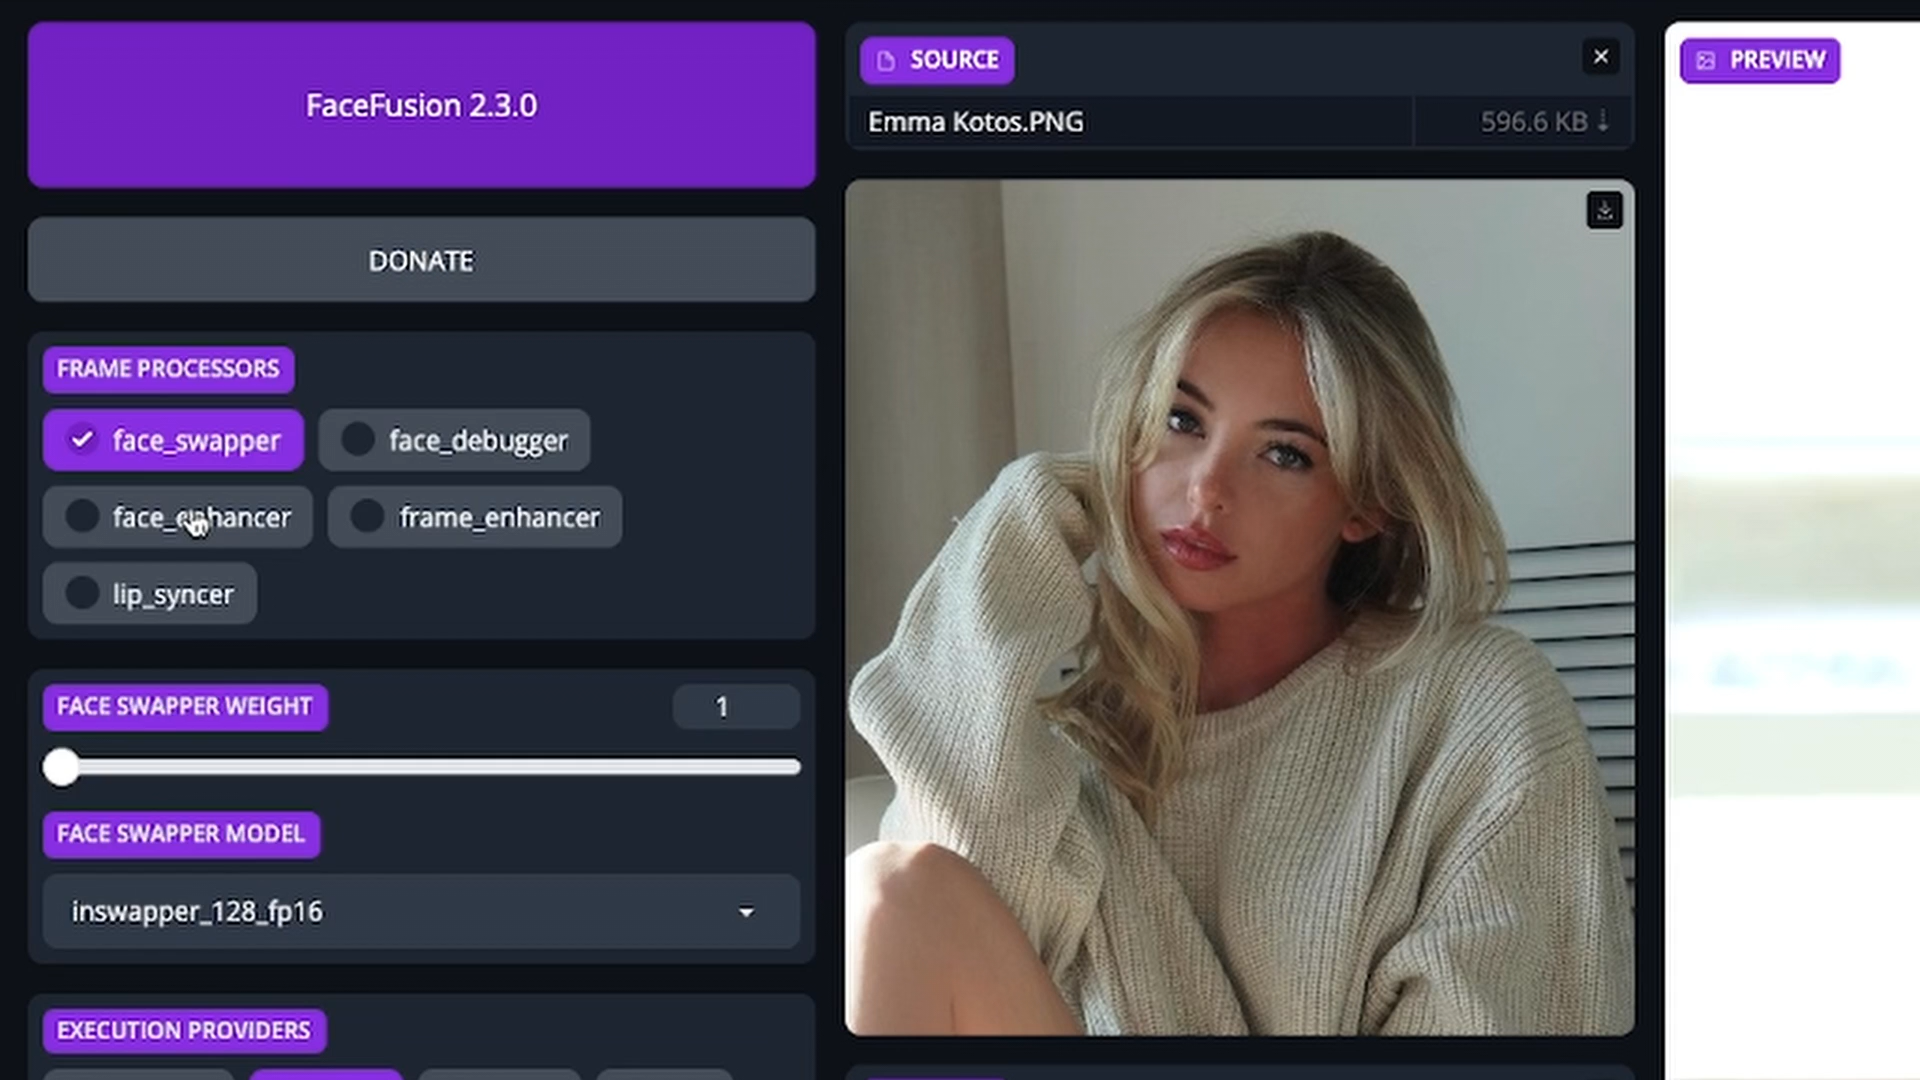 FaceFusion 2.3.0
DONATE
FRAME PROCESSORS
face_swapper
face_debugger
face_enhancer
frame_enhancer
lip_syncer
FACE SWAPPER WEIGHT
1
FACE SWAPPER MODEL
inswapper_128_fp16
EXECUTION PROVIDERS
SOURCE
Emma Kotos.PNG
596.6 KB ⇣
PREVIEW